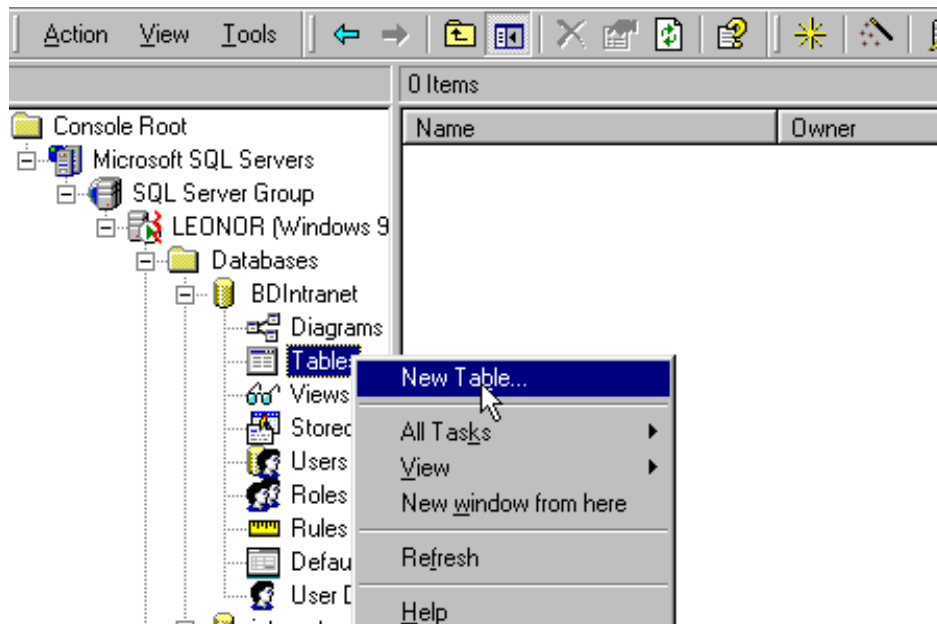 Action View Tools
0 Items
Name Owner
Console Root
Microsoft SQL Servers
SQL Server Group
LEONOR (Windows 9
Databases
BDIntranet
Diagrams
Tables
Views
Stored
Users
Roles
Rules
Defau
User D
New Table...
All Tasks
View
New window from here
Refresh
Help